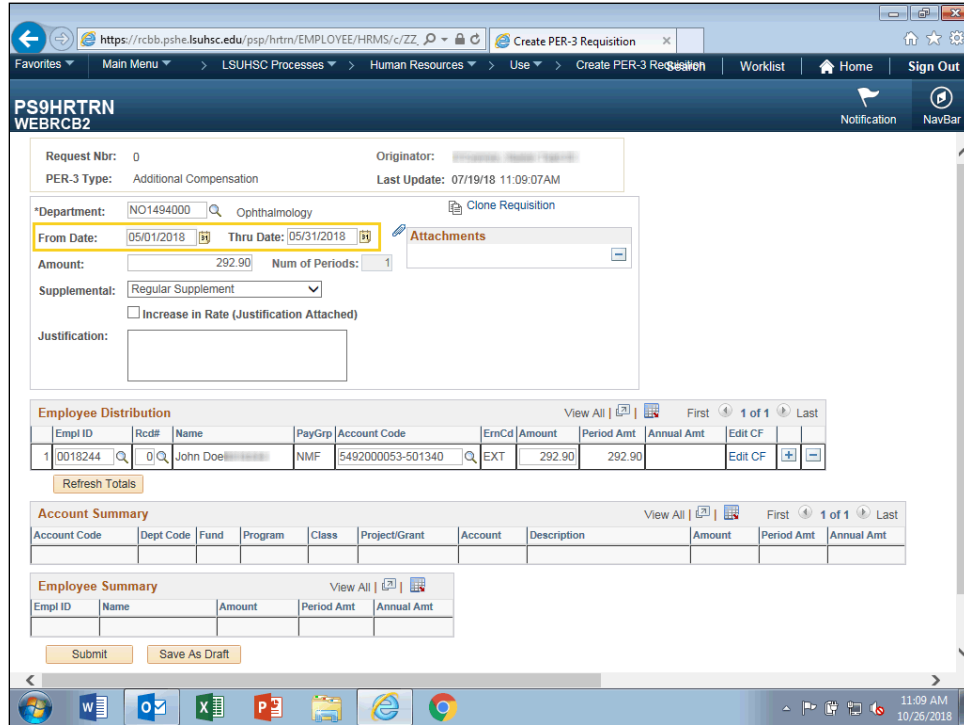 https://rcbb.pshe.lsuhsc.edu/psp/hrtrn/EMPLOYEE/HRMS/c/ZZ_ Create PER-3 Requisition
Favorites Main Menu > LSUHSC Processes > Human Resources > Use > Create PER-3 Requisition Search Worklist Home Sign Out
PS9HRTRN
WEBRCB2
Notification NavBar
Request Nbr: 0 Originator:
PER-3 Type: Additional Compensation Last Update: 07/19/18 11:09:07AM
*Department: NO1494000 Ophthalmology Clone Requisition
From Date: 05/01/2018 Thru Date: 05/31/2018 Attachments
Amount: 292.90 Num of Periods: 1
Supplemental: Regular Supplement
Increase in Rate (Justification Attached)
Justification:
Employee Distribution View All | | First 1 of 1 Last
Empl ID Rcd# Name PayGrp Account Code ErnCd Amount Period Amt Annual Amt Edit CF
1 0018244 0 John Doe NMF 5492000053-501340 EXT 292.90 292.90 Edit CF
Refresh Totals
Account Summary View All | | First 1 of 1 Last
Account Code Dept Code Fund Program Class Project/Grant Account Description Amount Period Amt Annual Amt
Employee Summary View All | |
Empl ID Name Amount Period Amt Annual Amt
Submit Save As Draft
11:09 AM
10/26/2018